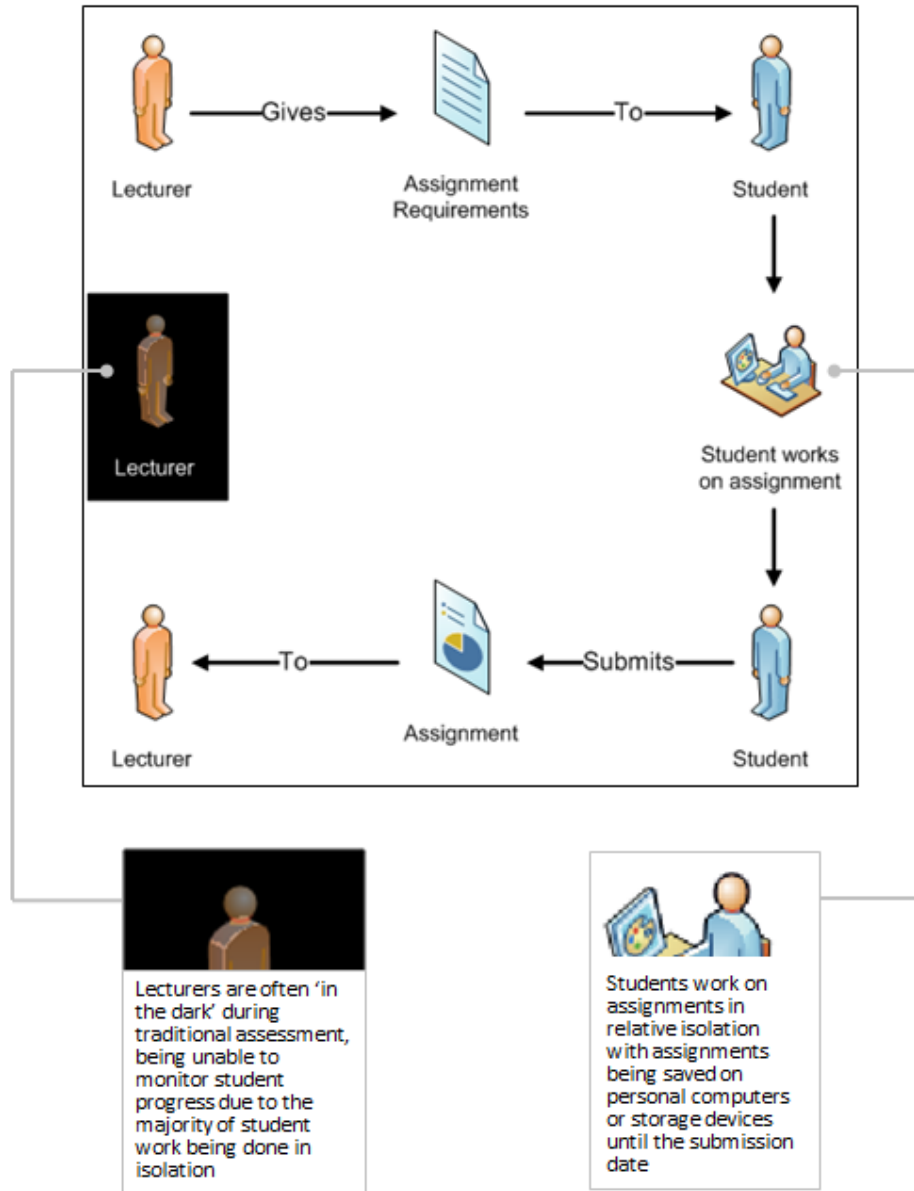 Gives
To
Lecturer
Assignment
Requirements
Student
Lecturer
Student works
on assignment
To
Submits
Lecturer
Assignment
Student
Lecturers are often ‘in
the dark’ during
traditional assessment,
being unable to
monitor student
progress due to the
majority of student
work being done in
isolation
Students work on
assignments in
relative isolation
with assignments
being saved on
personal computers
or storage devices
until the submission
date